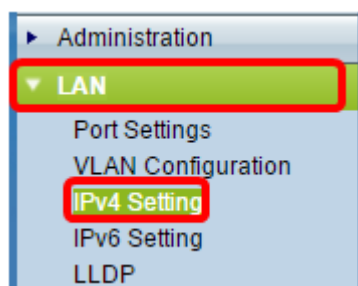 Administration
LAN
Port Settings
VLAN Configuration
IPv4 Setting
IPv6 Setting
LLDP